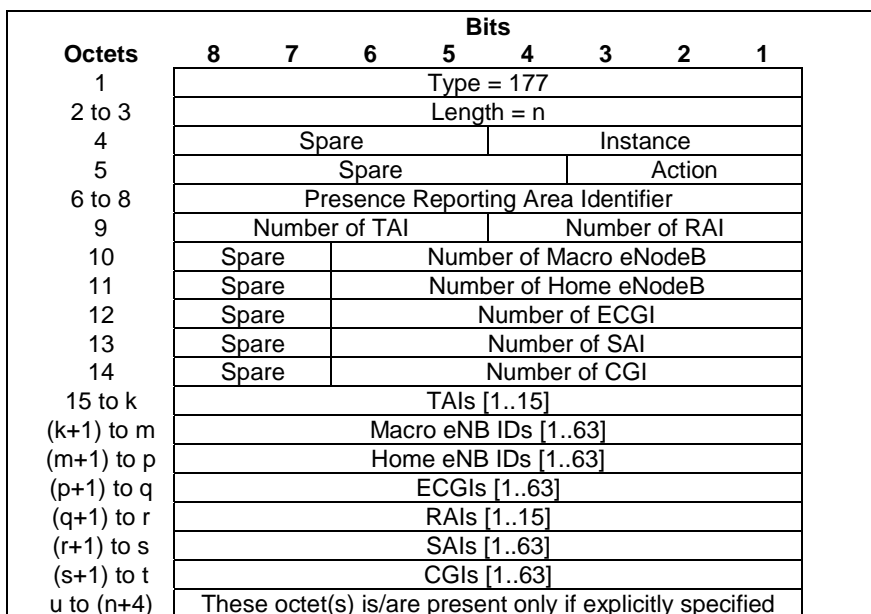 Bits
Octets 8 7 6 5 4 3 2 1
1 Type = 177
2 to 3 Length = n
4 Spare Instance
5 Spare Action
6 to 8 Presence Reporting Area Identifier
9 Number of TAI Number of RAI
10 Spare Number of Macro eNodeB
11 Spare Number of Home eNodeB
12 Spare Number of ECGI
13 Spare Number of SAI
14 Spare Number of CGI
15 to k TAIs [1..15]
(k+1) to m Macro eNB IDs [1..63]
(m+1) to p Home eNB IDs [1..63]
(p+1) to q ECGIs [1..63]
(q+1) to r RAIs [1..15]
(r+1) to s SAIs [1..63]
(s+1) to t CGIs [1..63]
u to (n+4) These octet(s) is/are present only if explicitly specified